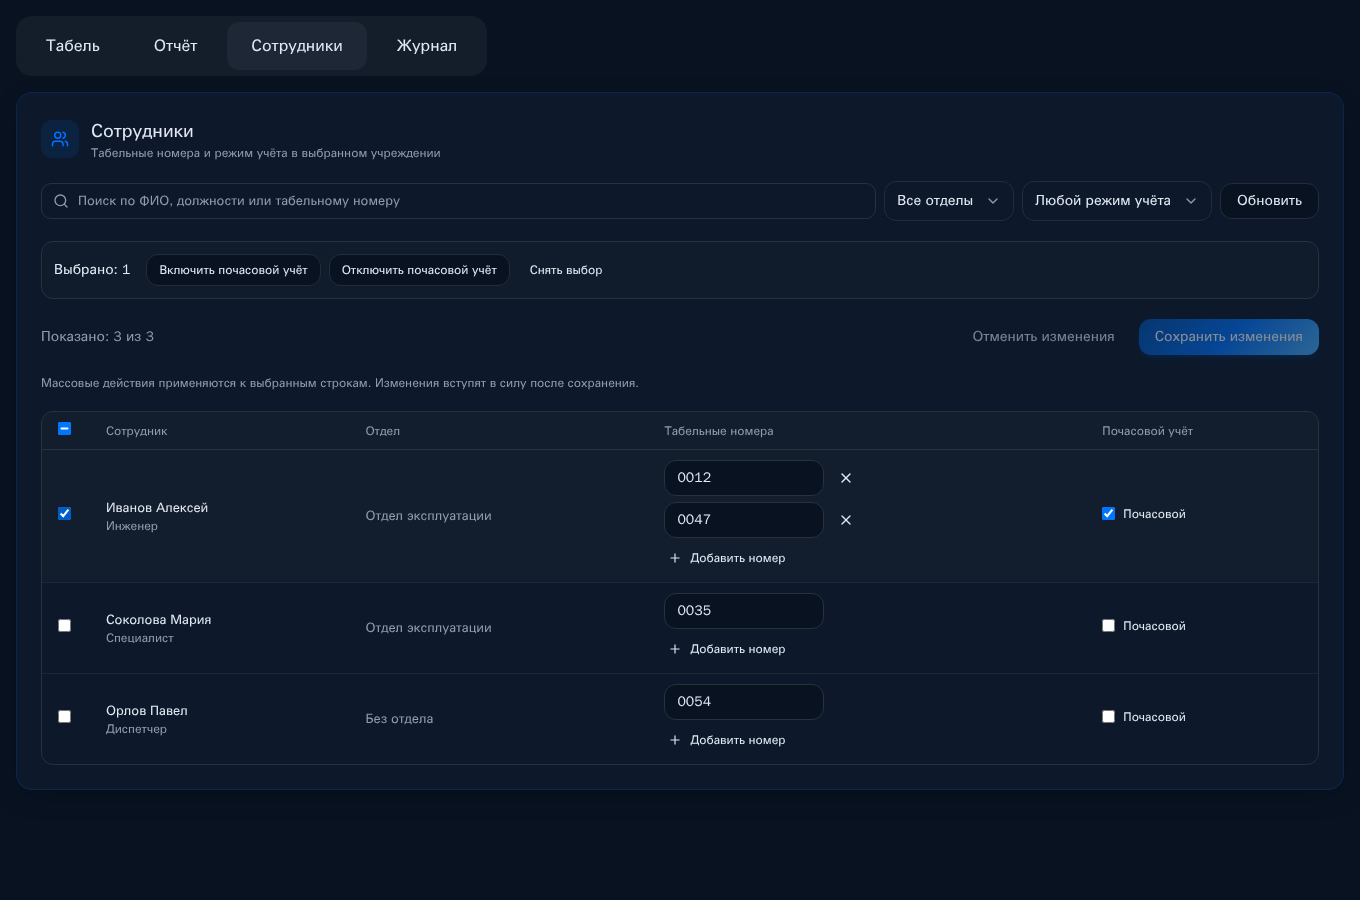 Табель Отчёт Сотрудники Журнал
Сотрудники
Табельные номера и режим учёта в выбранном учреждении
Поиск по ФИО, должности или табельному номеру Все отделы Любой режим учёта Обновить
Выбрано: 1 Включить почасовой учёт Отключить почасовой учёт Снять выбор
Показано: 3 из 3 Отменить изменения Сохранить изменения
Массовые действия применяются к выбранным строкам. Изменения вступят в силу после сохранения.
Сотрудник Отдел Табельные номера Почасовой учёт
0012
Иванов Алексей
Инженер
Отдел эксплуатации
Почасовой
0047
Добавить номер
0035
Соколова Мария
Специалист
Отдел эксплуатации
Почасовой
Добавить номер
0054
Орлов Павел
Диспетчер
Без отдела
Почасовой
Добавить номер